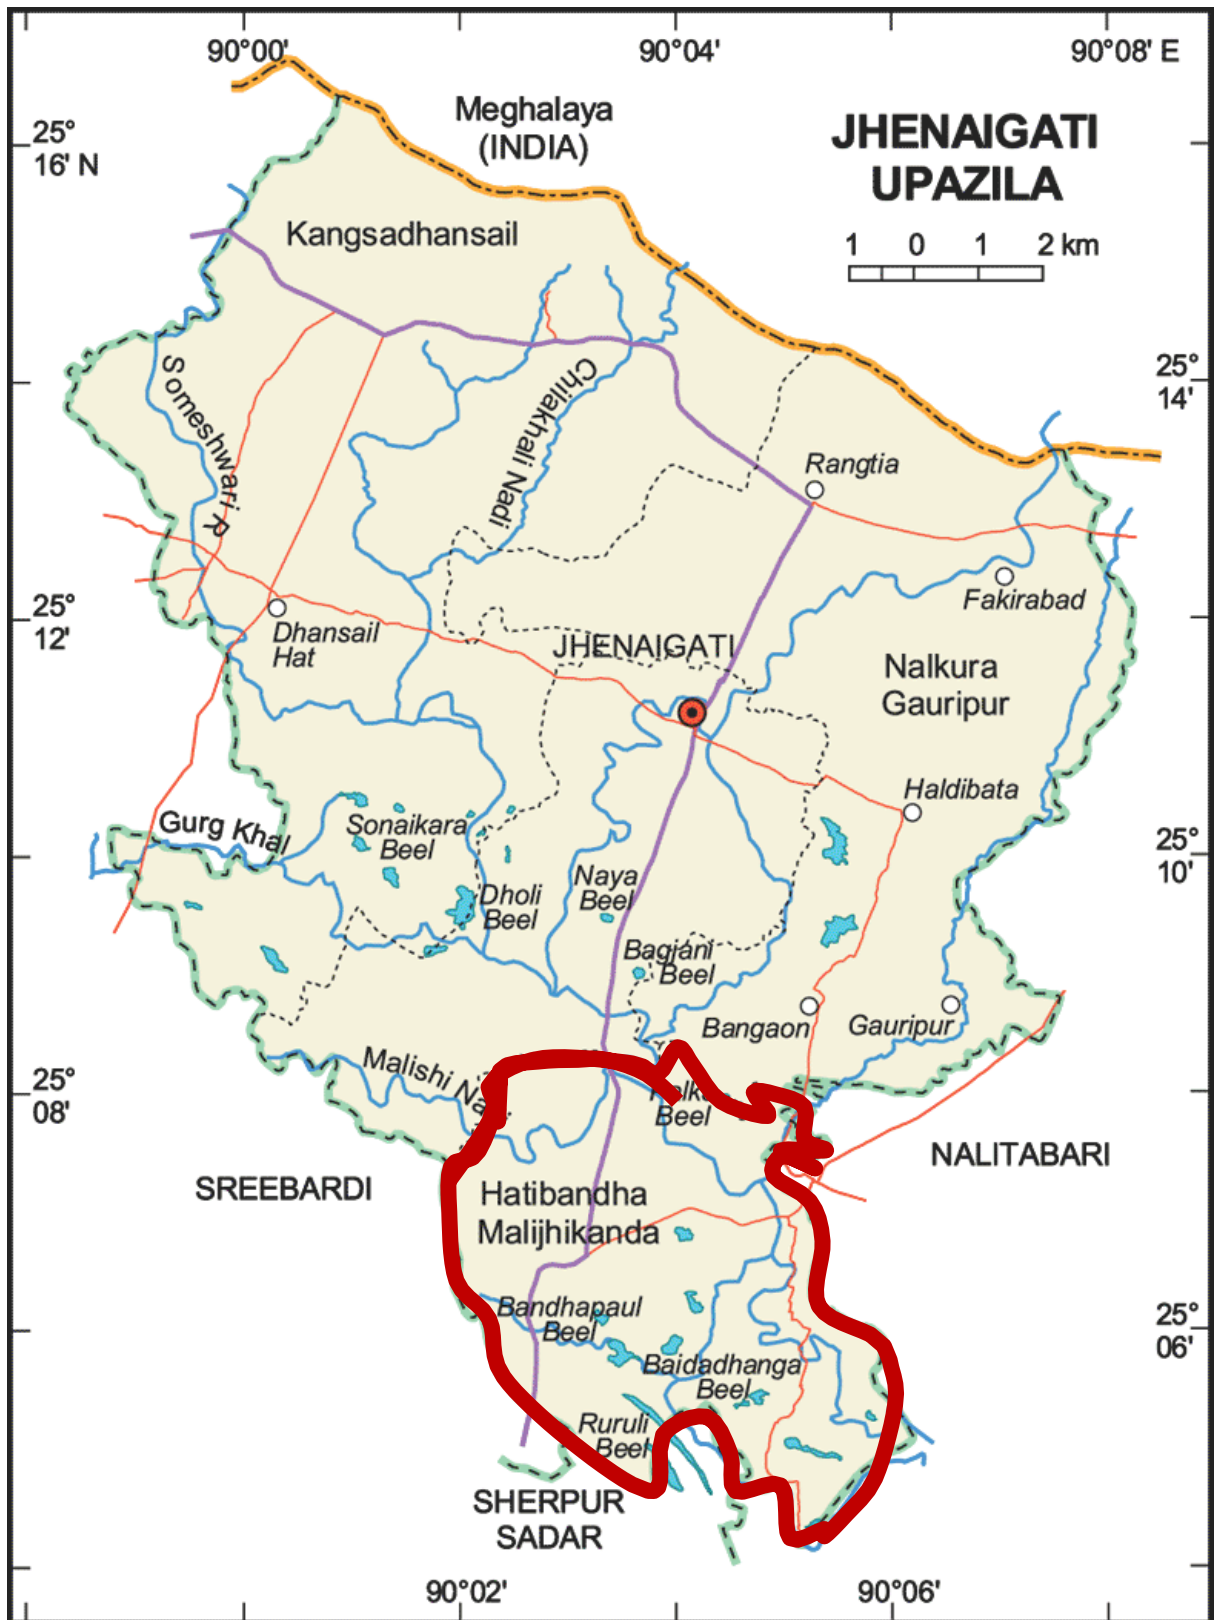 90°00'
90°04'
90°08' E
25°
16' N
Meghalaya
(INDIA)
JHENAIGATI
UPAZILA
1 0 1 2 km
Kangsadhansail
25°
14'
Someshwari R
Chilakhali Nadi
Rangtia
25°
12'
Fakirabad
Dhansail
Hat
JHENAIGATI
Nalkura
Gauripur
Haldibata
Gurg Khal
Sonaikara
Beel
25°
10'
Dholi
Beel
Naya
Beel
Bagjani
Beel
Bangaon
Gauripur
Malishi
25°
08'
Beel
NALITABARI
SREEBARDI
Hatibandha
Malijhikanda
Bandhapaul
Beel
25°
06'
Baidadhanga
Beel
Ruruli
Beel
SHERPUR
SADAR
90°02'
90°06'